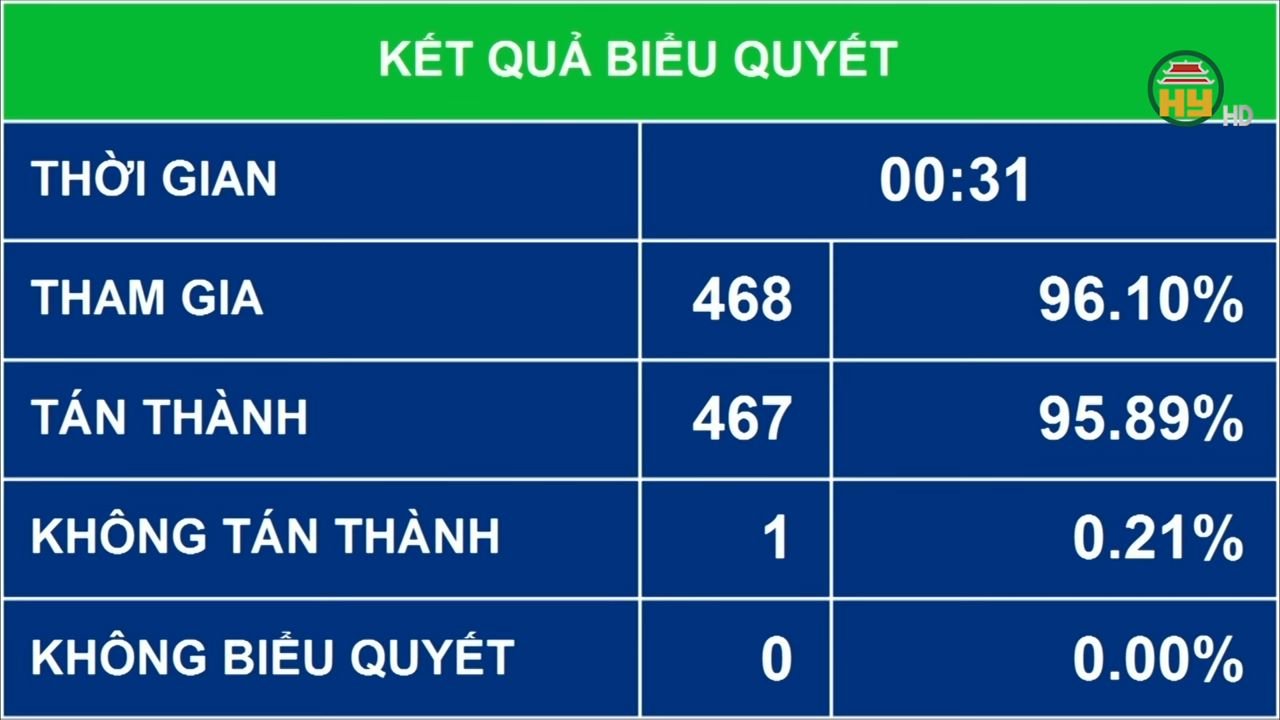 KẾT QUẢ BIỂU QUYẾT
HY HD
THỜI GIAN 00:31
THAM GIA 468 96.10%
TÁN THÀNH 467 95.89%
KHÔNG TÁN THÀNH 1 0.21%
KHÔNG BIỂU QUYẾT 0 0.00%